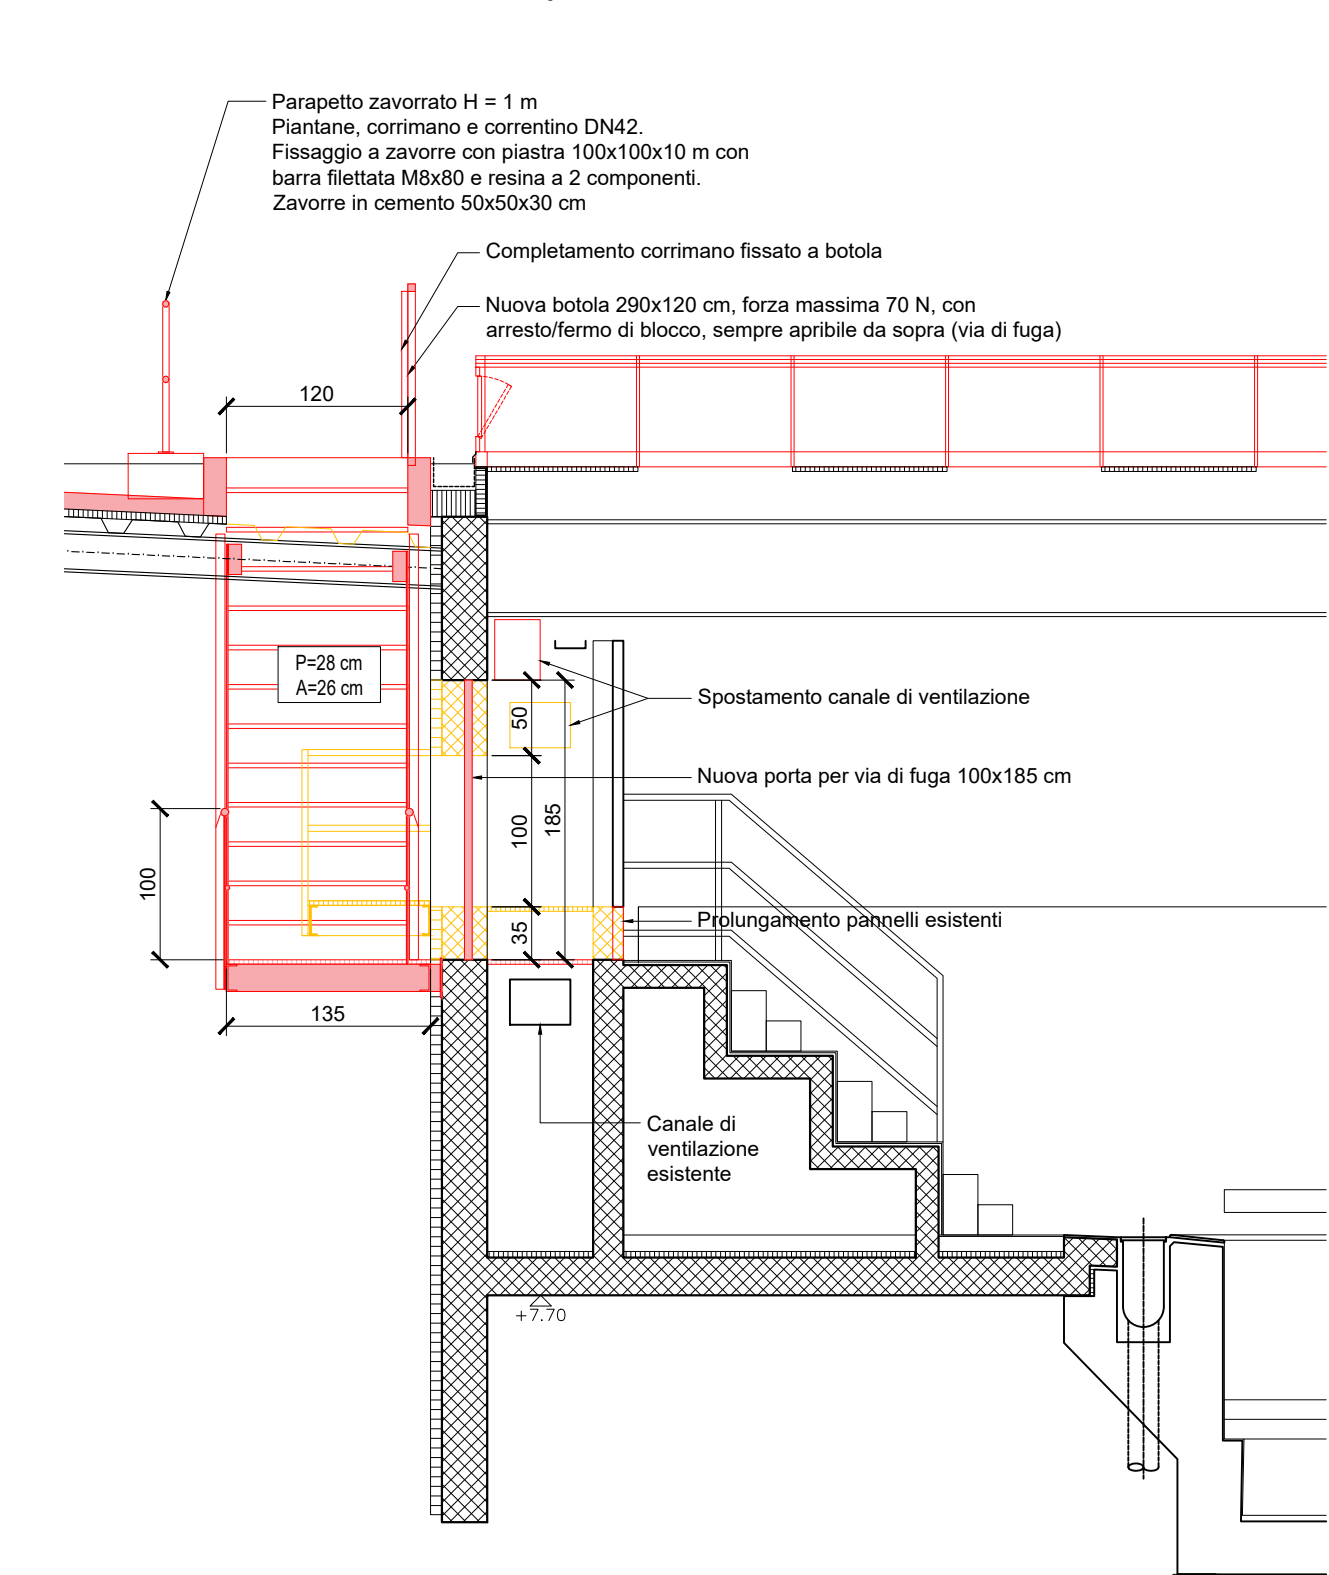 Parapetto zavorrato H = 1 m
Piantane, corrimano e correntino DN42.
Fissaggio a zavorre con piastra 100x100x10 m con
barra filettata M8x80 e resina a 2 componenti.
Zavorre in cemento 50x50x30 cm
Completamento corrimano fissato a botola
Nuova botola 290x120 cm, forza massima 70 N, con
arresto/fermo di blocco, sempre apribile da sopra (via di fuga)
120
P=28 cm
A=26 cm
Spostamento canale di ventilazione
50
Nuova porta per via di fuga 100x185 cm
100
185
100
Prolungamento pannelli esistenti
35
135
Canale di
ventilazione
esistente
+7.70